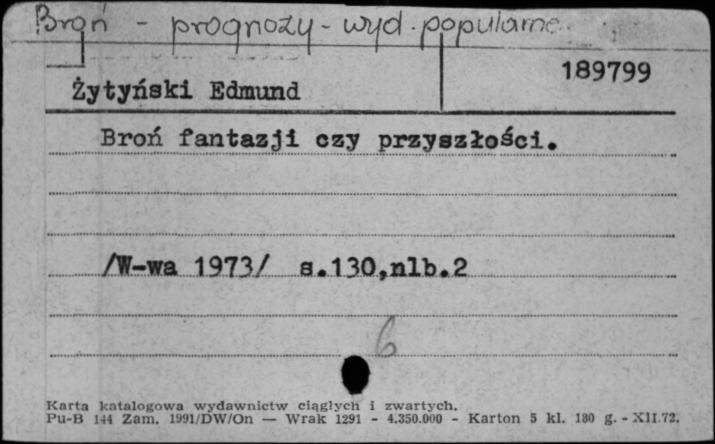 Broń - prognozy - wyd. popularne.
189799
Żytyński Edmund
Broń fantazji czy przyszłości.
/W-wa 1973/ s.130,nlb.2
6
Karta katalogowa wydawnictw ciągłych i zwartych.
Pu-B 144 Zam. 1991/DW/On — Wrak 1291 - 4.350.000 - Karton 5 kl. 180 g. - XII.72.